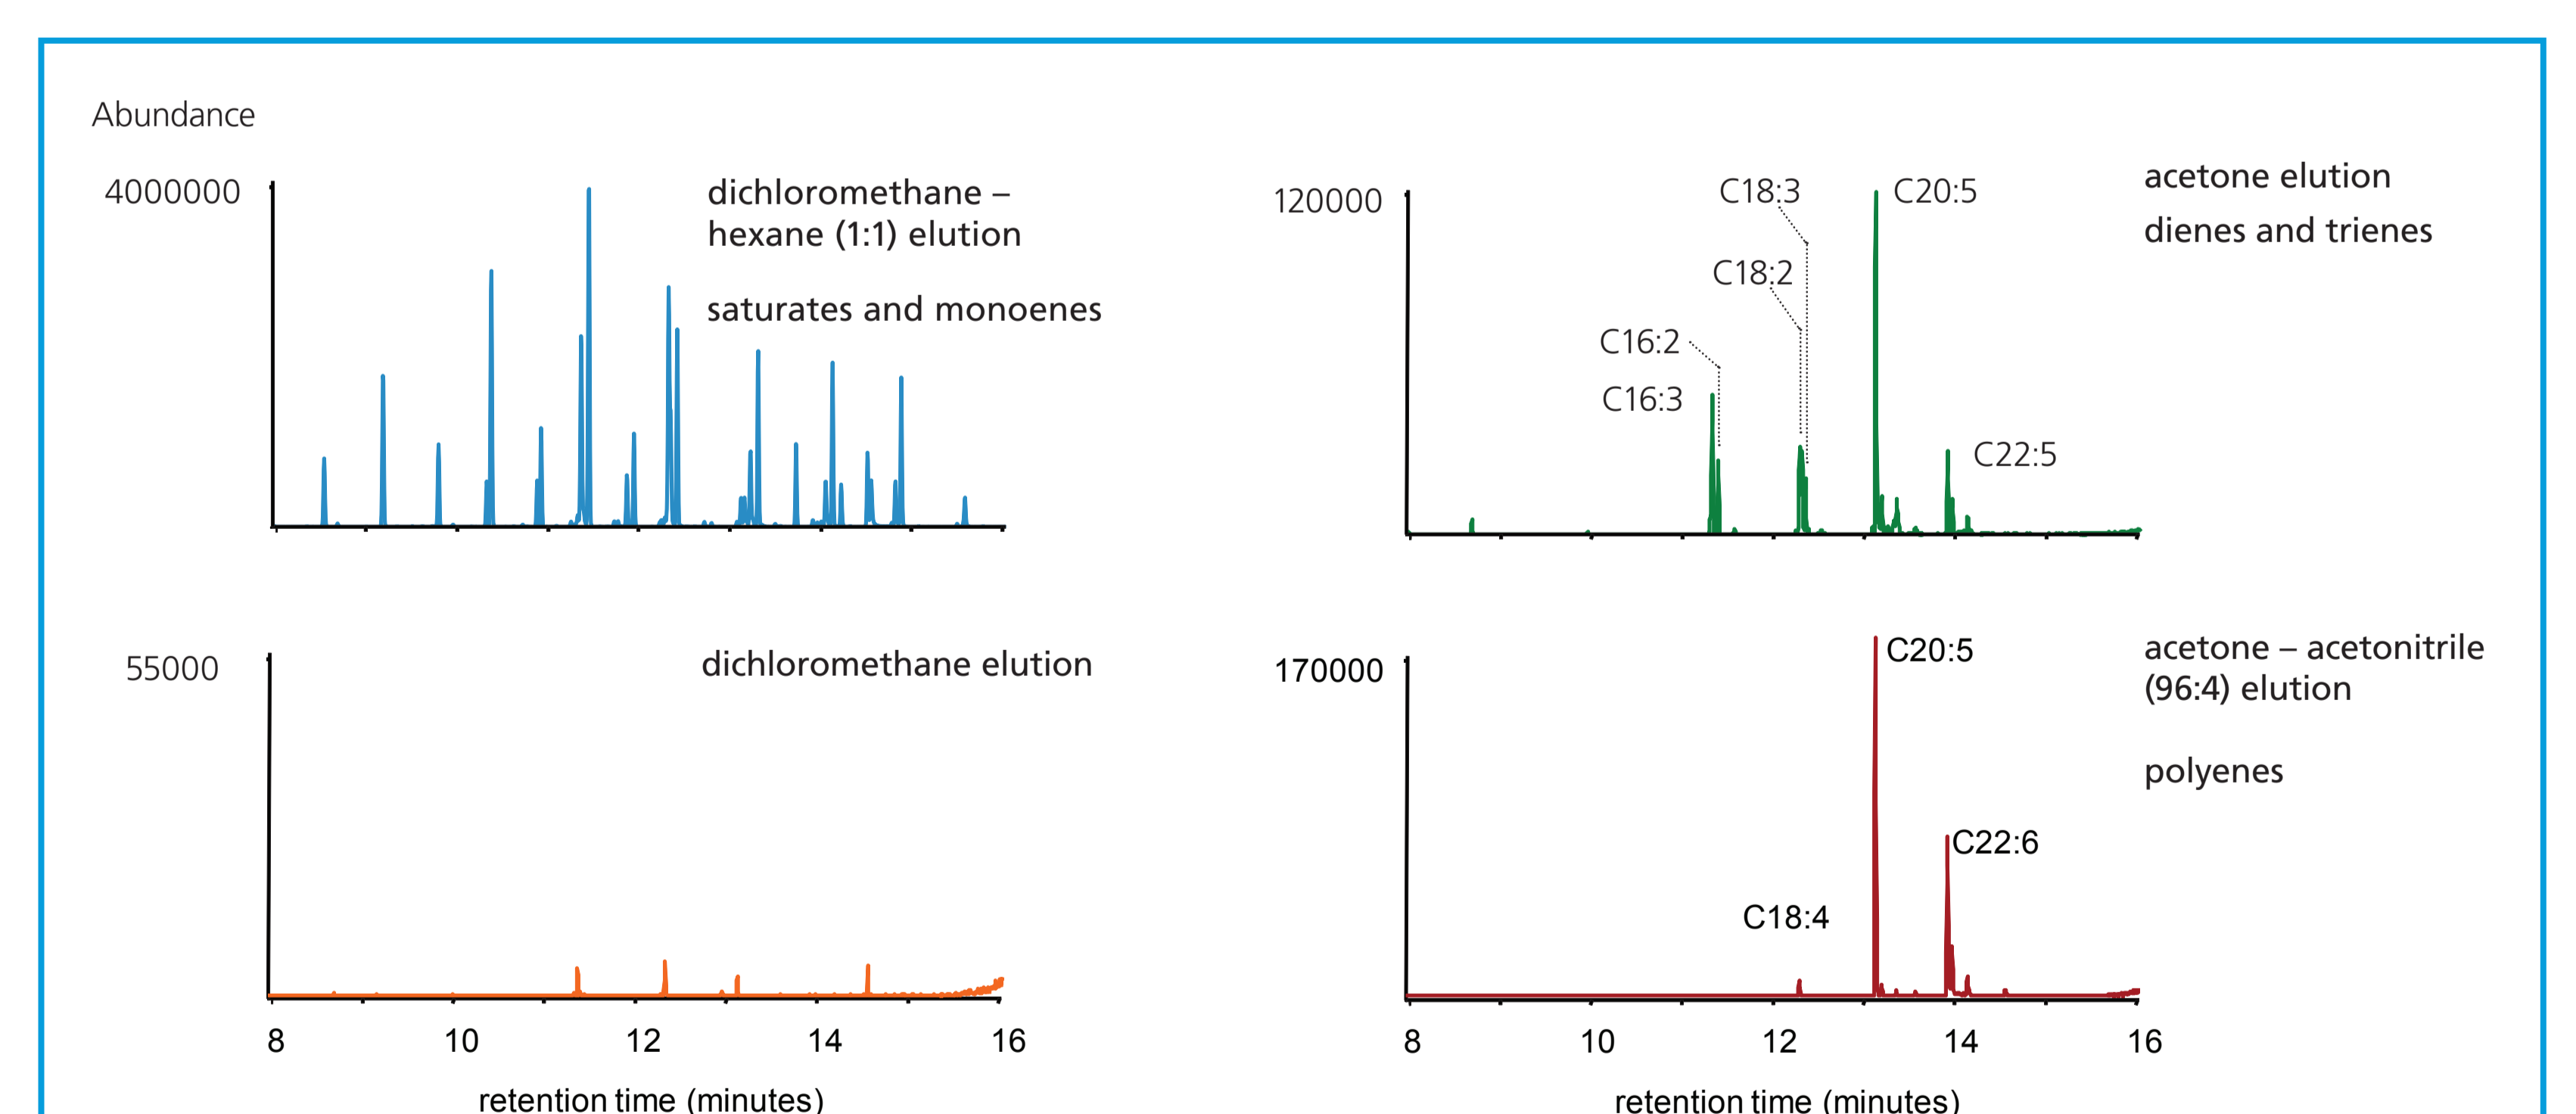 Abundance
4000000
dichloromethane –
hexane (1:1) elution
saturates and monoenes
120000
C18:3
C20:5
C18:2
C16:2
C16:3
C22:5
acetone elution
dienes and trienes
55000
dichloromethane elution
8 10 12 14 16
retention time (minutes)
170000
C20:5
C22:6
C18:4
acetone – acetonitrile
(96:4) elution
polyenes
8 10 12 14 16
retention time (minutes)